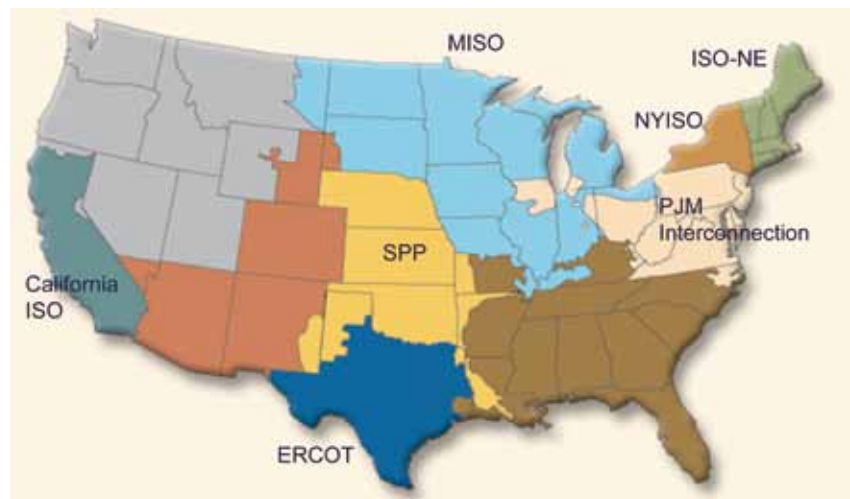 MISO
ISO-NE
NYISO
PJM
Interconnection
SPP
California
ISO
ERCOT